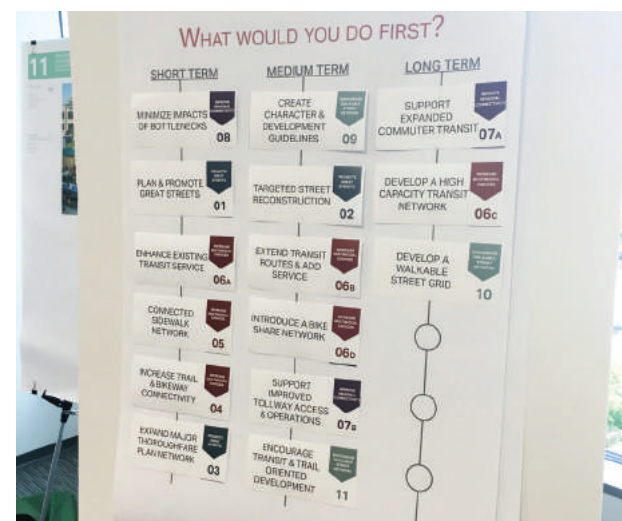 WHAT WOULD YOU DO FIRST?
11
SHORT TERM
MINIMIZE IMPACTS
OF BOTTLENECKS
08
PLAN & PROMOTE
GREAT STREETS
01
ENHANCE EXISTING
TRANSIT SERVICE
06A
CONNECTED
SIDEWALK
NETWORK
05
INCREASE TRAIL
& BIKEWAY
CONNECTIVITY
04
EXPAND MAJOR
THOROUGHFARE
PLAN NETWORK
03
MEDIUM TERM
CREATE
CHARACTER &
DEVELOPMENT
GUIDELINES
09
TARGETED STREET
RECONSTRUCTION
02
EXTEND TRANSIT
ROUTES & ADD
SERVICE
06B
INTRODUCE A BIKE
SHARE NETWORK
06D
SUPPORT
IMPROVED
TOLLWAY ACCESS
& OPERATIONS
07B
ENCOURAGE
TRANSIT & TRAIL
ORIENTED
DEVELOPMENT
11
LONG TERM
SUPPORT
EXPANDED
COMMUTER TRANSIT
07A
DEVELOP A HIGH
CAPACITY TRANSIT
NETWORK
06C
DEVELOP A
WALKABLE
STREET GRID
10